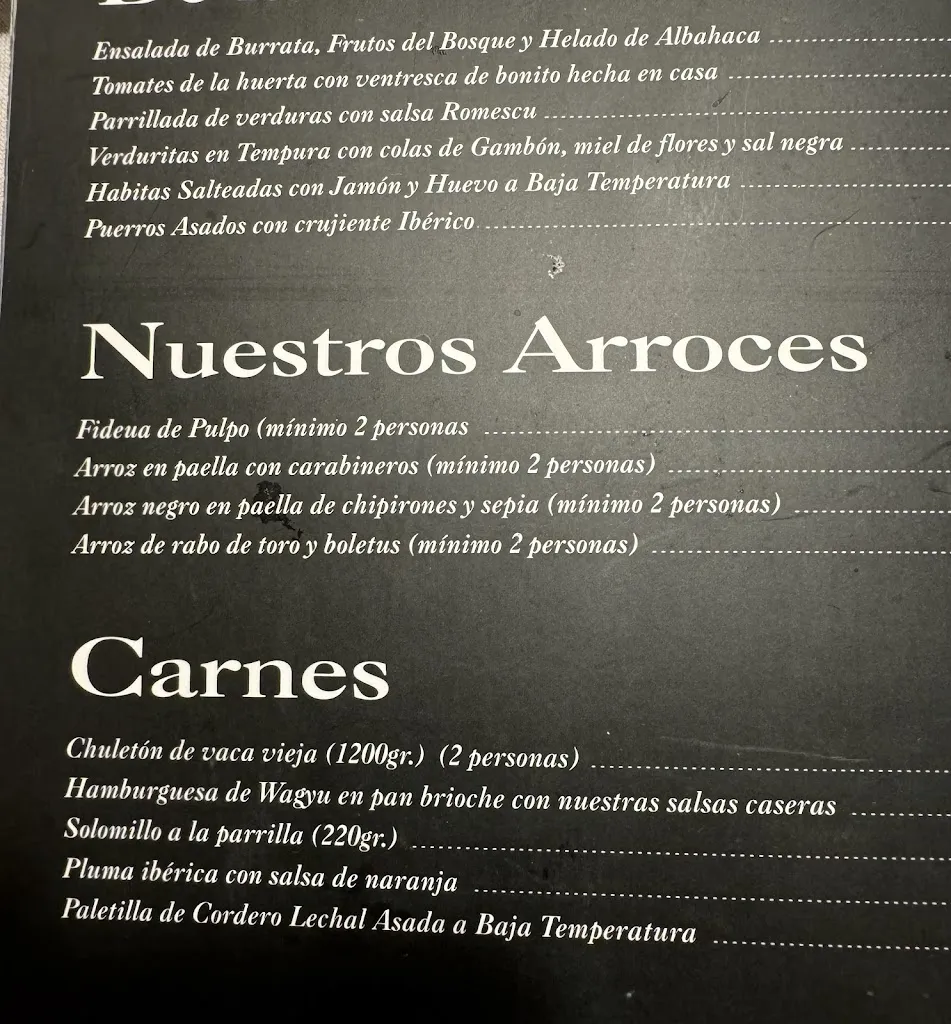 Ensalada de Burrata, Frutos del Bosque y Helado de Albahaca
Tomates de la huerta con ventresca de bonito hecha en casa
Parrillada de verduras con salsa Romescu
Verduritas en Tempura con colas de Gambón, miel de flores y sal negra
Habitas Salteadas con Jamón y Huevo a Baja Temperatura
Puerros Asados con crujiente Ibérico
Nuestros Arroces
Fideua de Pulpo (mínimo 2 personas
Arroz en paella con carabineros (mínimo 2 personas)
Arroz negro en paella de chipirones y sepia (mínimo 2 personas)
Arroz de rabo de toro y boletus (mínimo 2 personas)
Carnes
Chuletón de vaca vieja (1200gr.) (2 personas)
Hamburguesa de Wagyu en pan brioche con nuestras salsas caseras
Solomillo a la parrilla (220gr.)
Pluma ibérica con salsa de naranja
Paletilla de Cordero Lechal Asada a Baja Temperatura